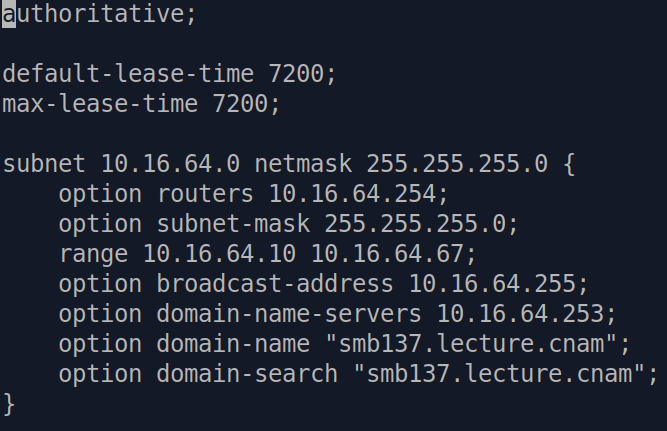 authoritative;

default-lease-time 7200;
max-lease-time 7200;

subnet 10.16.64.0 netmask 255.255.255.0 {
    option routers 10.16.64.254;
    option subnet-mask 255.255.255.0;
    range 10.16.64.10 10.16.64.67;
    option broadcast-address 10.16.64.255;
    option domain-name-servers 10.16.64.253;
    option domain-name "smb137.lecture.cnam";
    option domain-search "smb137.lecture.cnam";
}